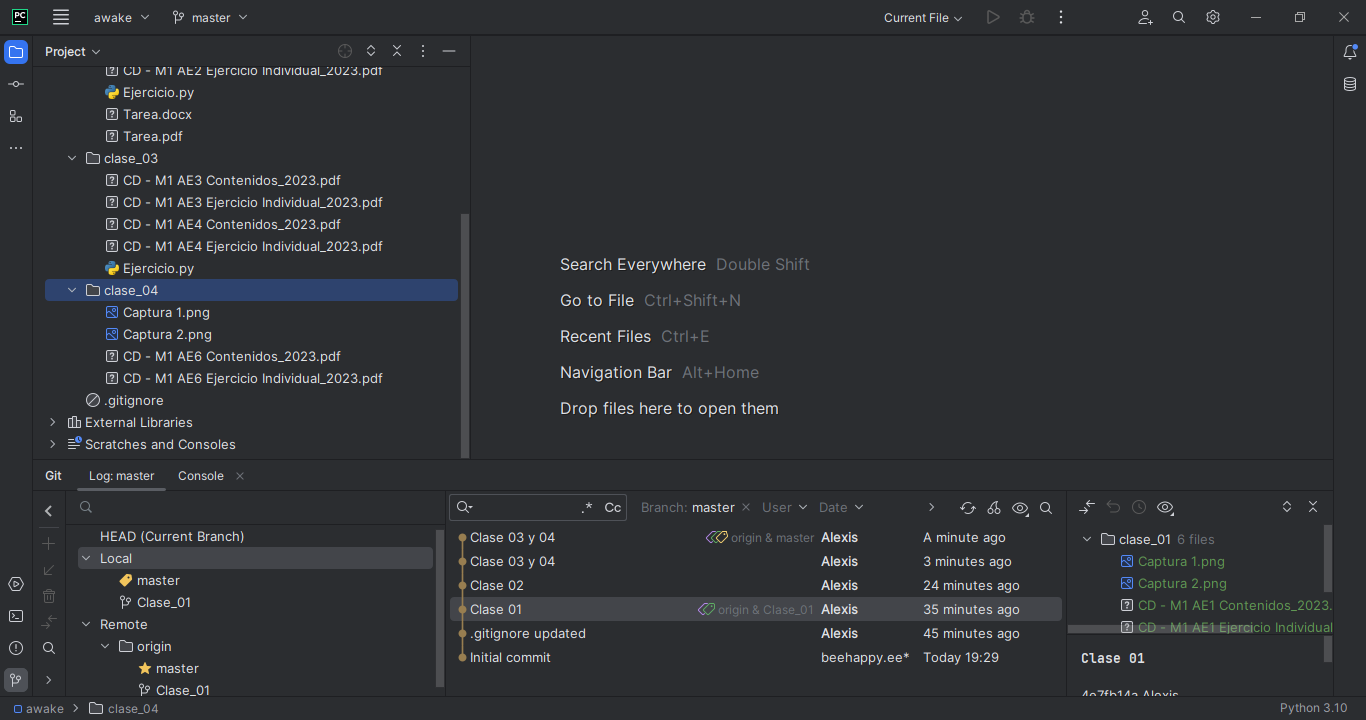 PC
awake
master
Current File
Project
CD - M1 AE2 Ejercicio Individual_2023.pdf
Ejercicio.py
Tarea.docx
Tarea.pdf
clase_03
CD - M1 AE3 Contenidos_2023.pdf
CD - M1 AE3 Ejercicio Individual_2023.pdf
CD - M1 AE4 Contenidos_2023.pdf
CD - M1 AE4 Ejercicio Individual_2023.pdf
Ejercicio.py
clase_04
Captura 1.png
Captura 2.png
CD - M1 AE6 Contenidos_2023.pdf
CD - M1 AE6 Ejercicio Individual_2023.pdf
.gitignore
External Libraries
Scratches and Consoles
Search Everywhere Double Shift
Go to File Ctrl+Shift+N
Recent Files Ctrl+E
Navigation Bar Alt+Home
Drop files here to open them
Git
Log: master
Console
HEAD (Current Branch)
Local
master
Clase_01
Remote
origin
master
Clase_01
.* Cc
Branch: master
User
Date
Clase 03 y 04 origin & master Alexis A minute ago
Clase 03 y 04 Alexis 3 minutes ago
Clase 02 Alexis 24 minutes ago
Clase 01 origin & Clase_01 Alexis 35 minutes ago
.gitignore updated Alexis 45 minutes ago
Initial commit beehappy.ee* Today 19:29
clase_01 6 files
Captura 1.png
Captura 2.png
CD - M1 AE1 Contenidos_2023.
CD - M1 AE1 Ejercicio Individual
Clase 01
4e7fb14a Alexis
awake
clase_04
Python 3.10